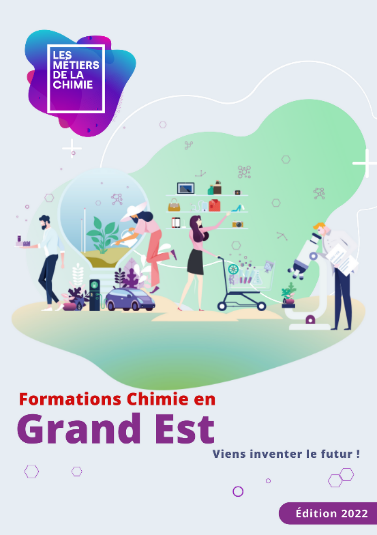 LES
MÉTIERS
DE LA
CHIMIE
Formations Chimie en
Grand Est
Viens inventer le futur !
Édition 2022